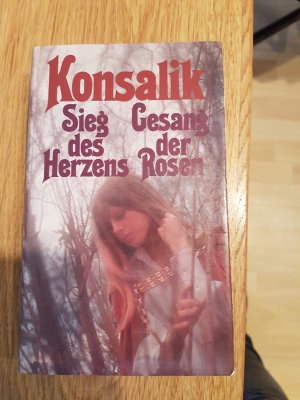 Konsalik
Sieg Gesang
des der
Herzens Rosen